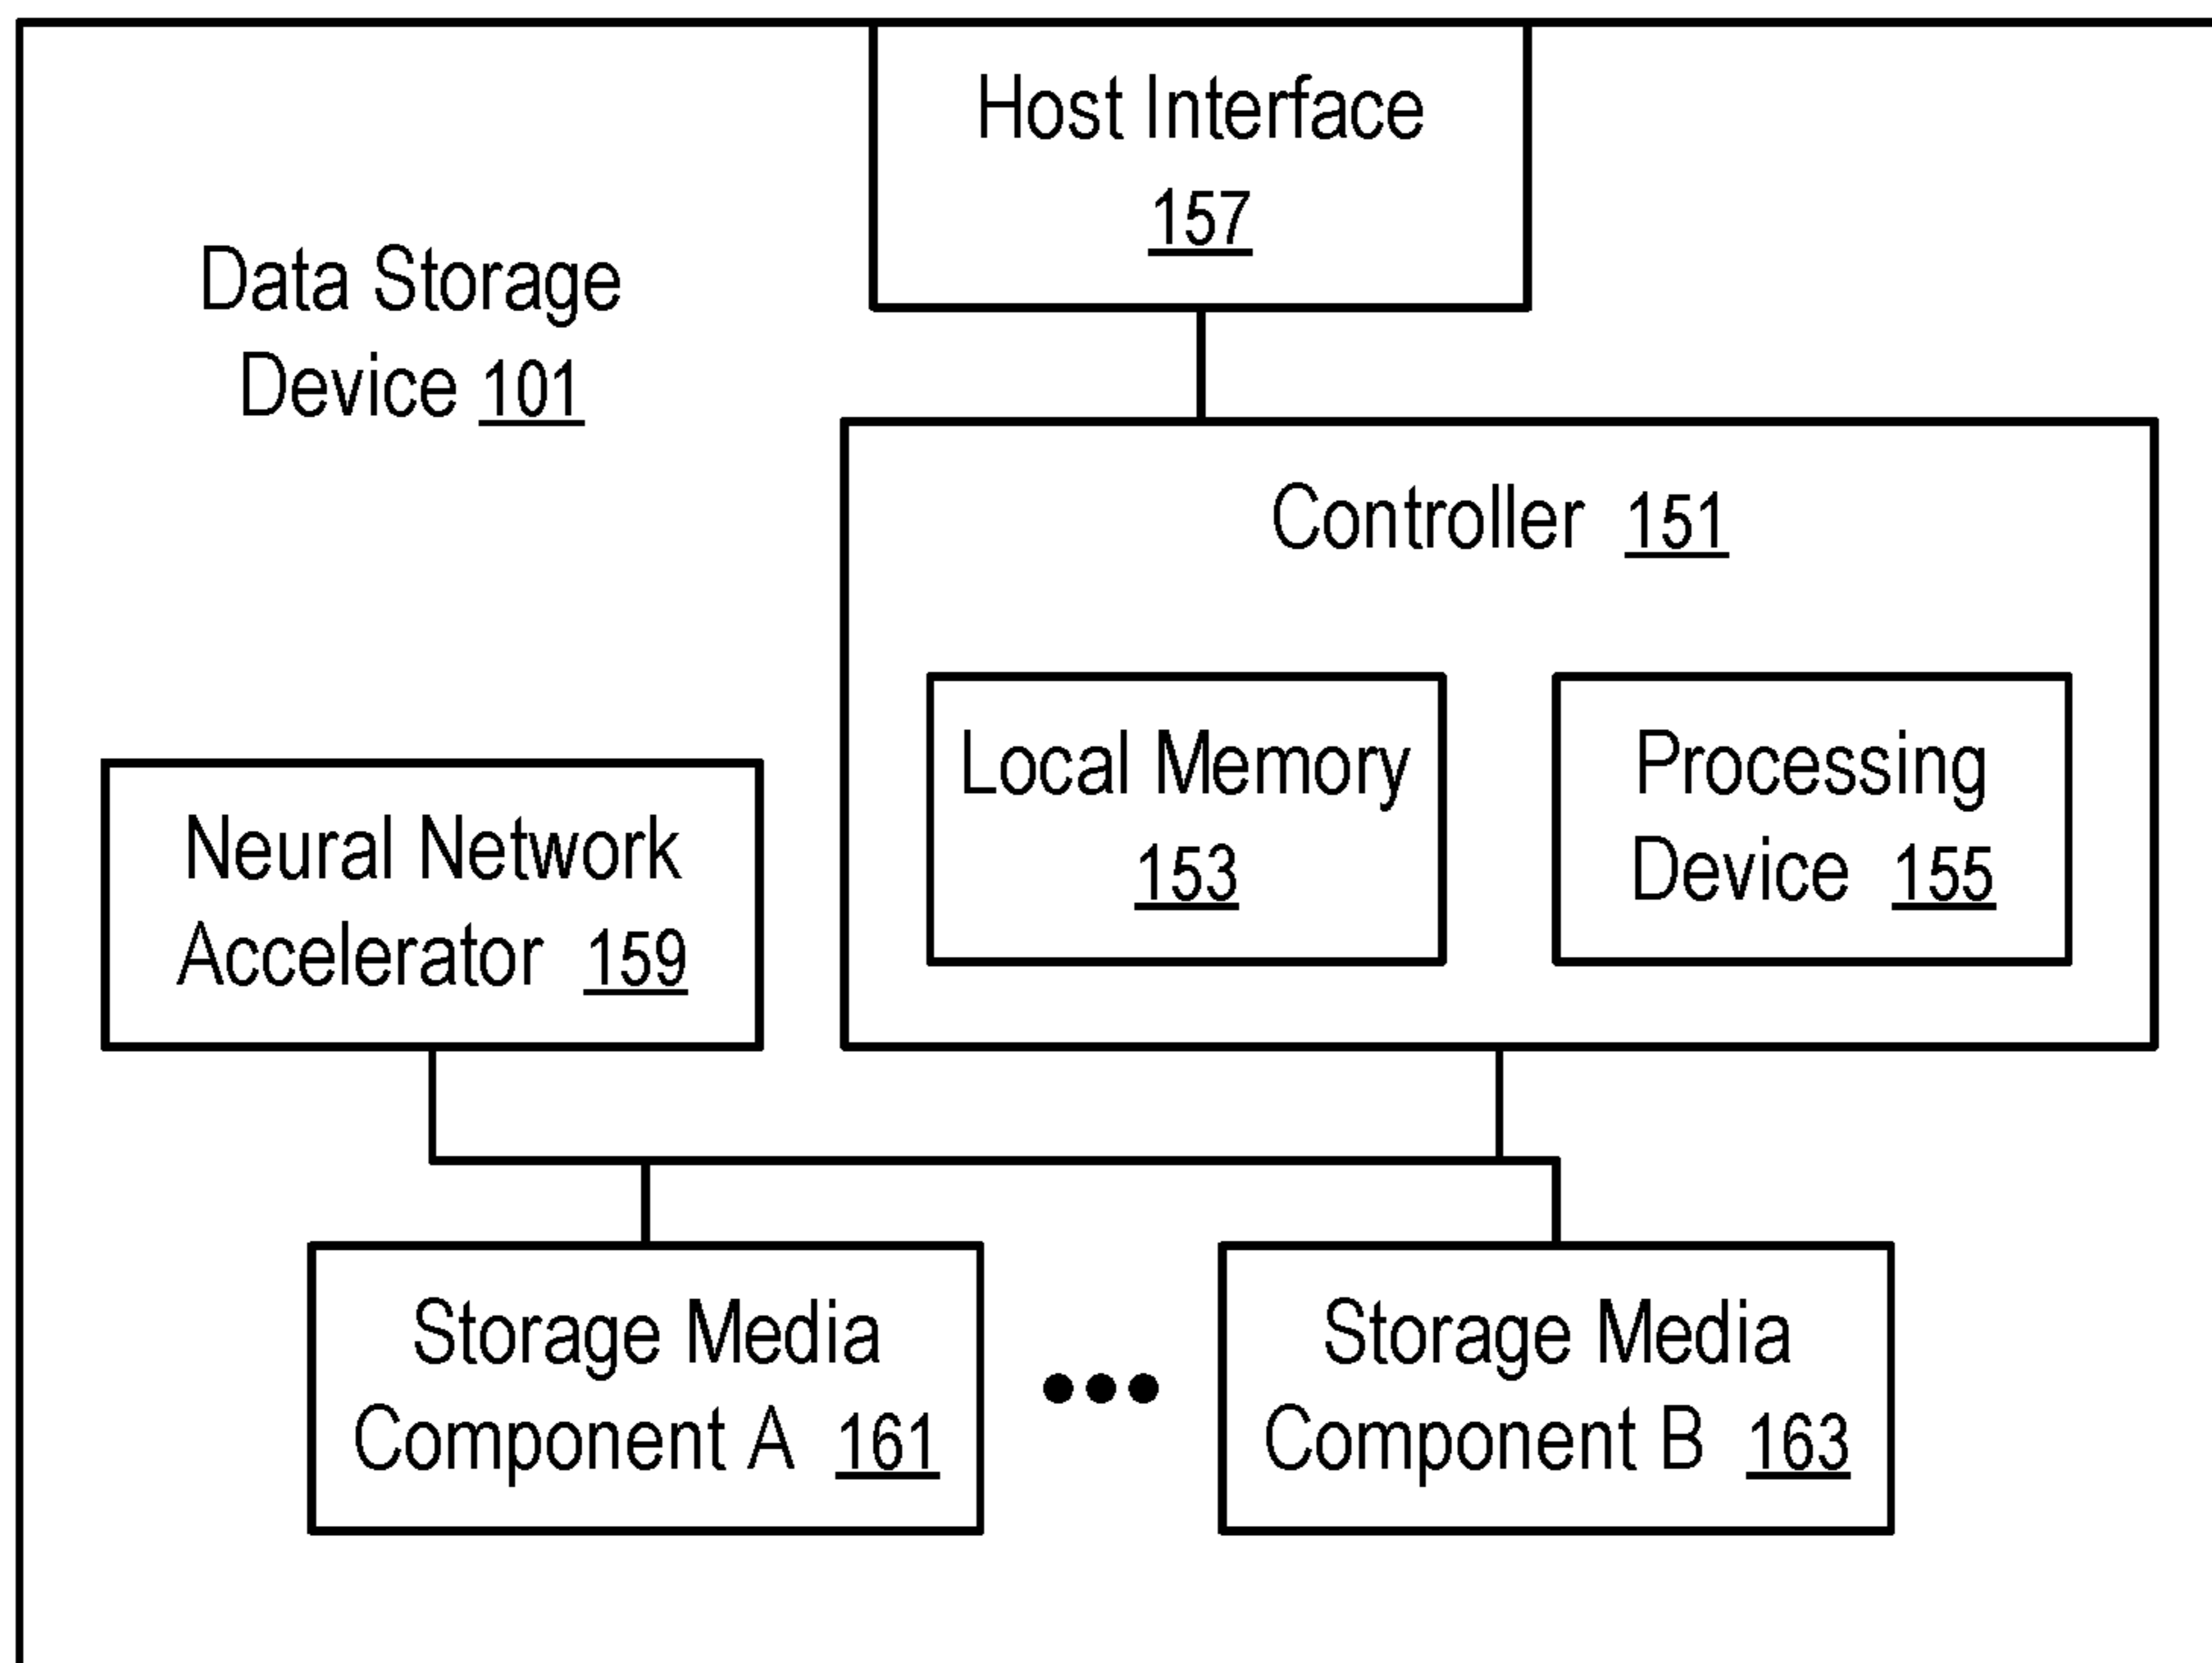 Host Interface
157
Data Storage
Device 101
Controller 151
Local Memory
153
Processing
Device 155
Neural Network
Accelerator 159
Storage Media
Component A 161
Storage Media
Component B 163